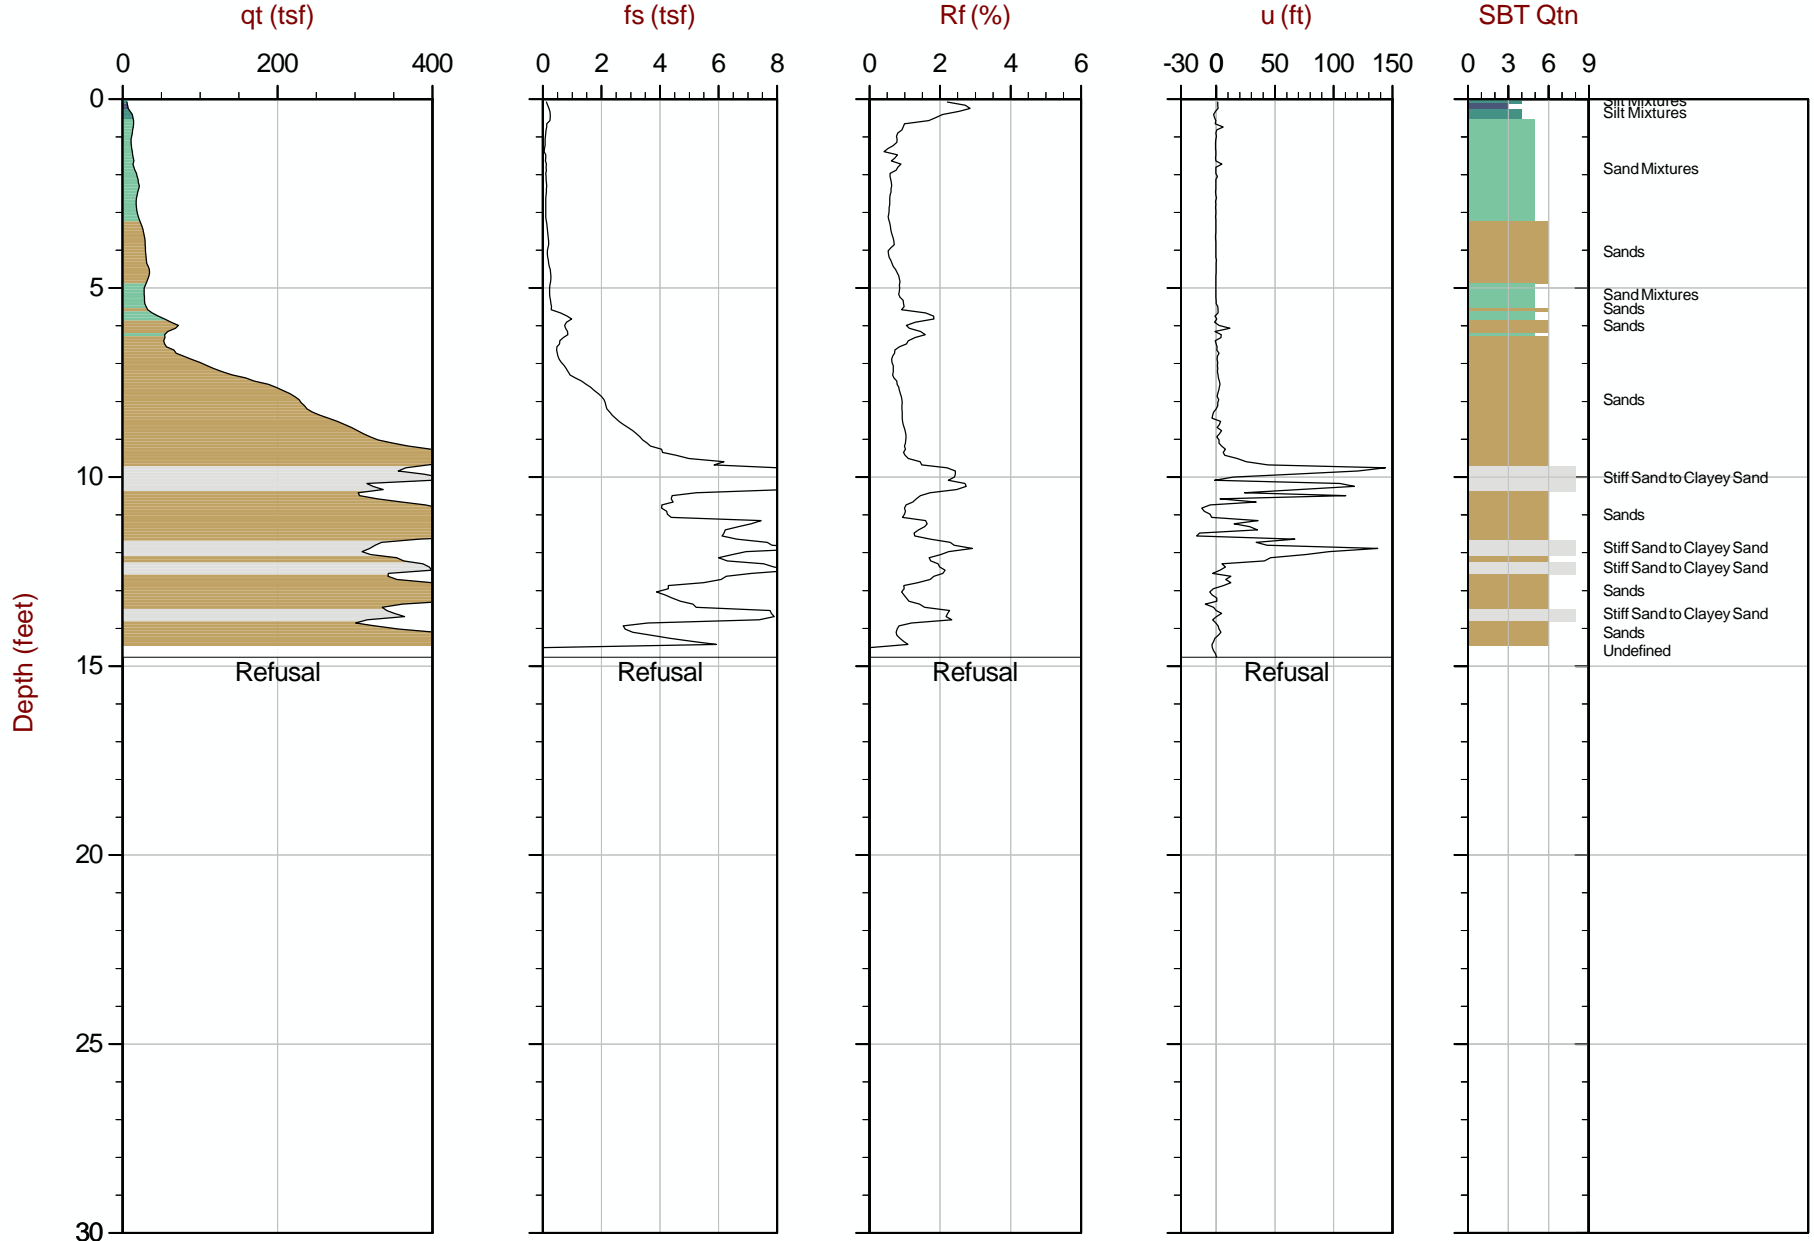 qt (tsf)
fs (tsf)
Rf (%)
u (ft)
SBT Qtn
0 200 400
0 2 4 6 8
0 2 4 6
-30 0 50 100 150
0 3 6 9
0
Silt Mixtures
Silt Mixtures
Sand Mixtures
Sands
5
Sand Mixtures
Sands
Sands
Sands
10
Stiff Sand to Clayey Sand
Sands
Stiff Sand to Clayey Sand
Stiff Sand to Clayey Sand
Sands
Stiff Sand to Clayey Sand
Sands
Undefined
15
Refusal
Refusal
Refusal
Refusal
Depth (feet)
20
25
30